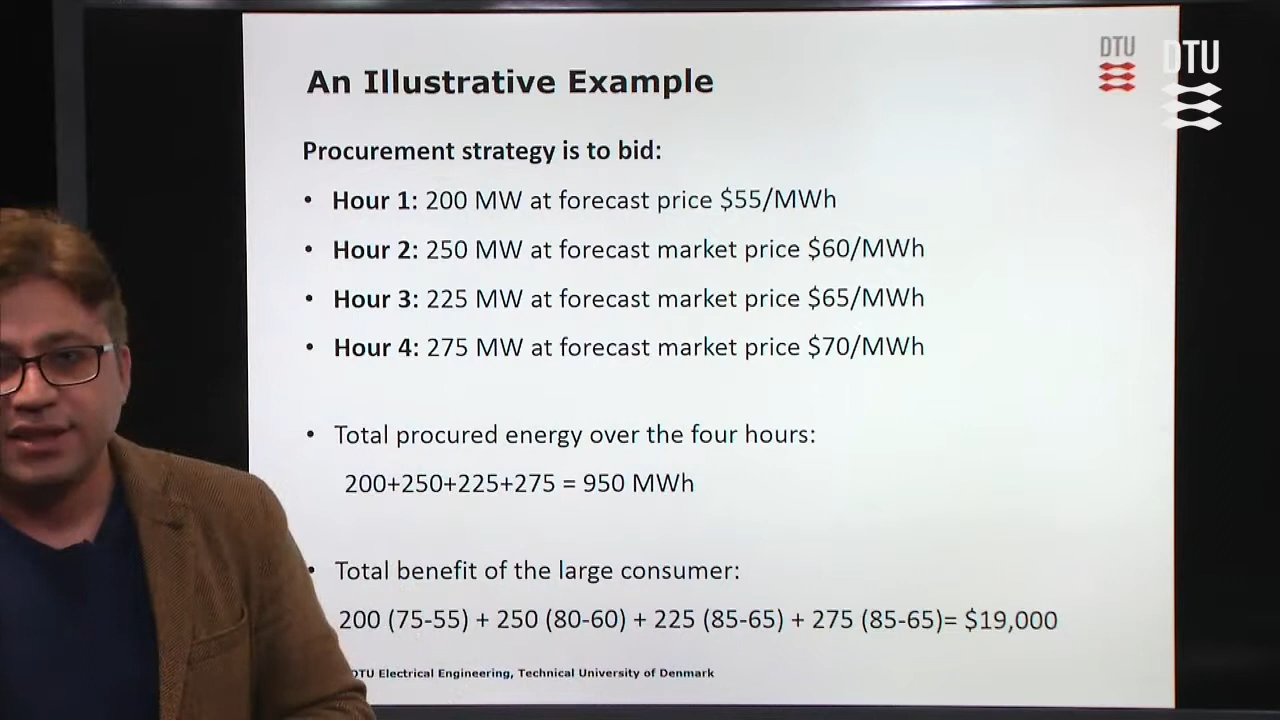 An Illustrative Example
DTU
DTU
Procurement strategy is to bid:
• Hour 1: 200 MW at forecast price $55/MWh
• Hour 2: 250 MW at forecast market price $60/MWh
• Hour 3: 225 MW at forecast market price $65/MWh
• Hour 4: 275 MW at forecast market price $70/MWh
• Total procured energy over the four hours:
200+250+225+275 = 950 MWh
• Total benefit of the large consumer:
200 (75-55) + 250 (80-60) + 225 (85-65) + 275 (85-65)= $19,000
DTU Electrical Engineering, Technical University of Denmark